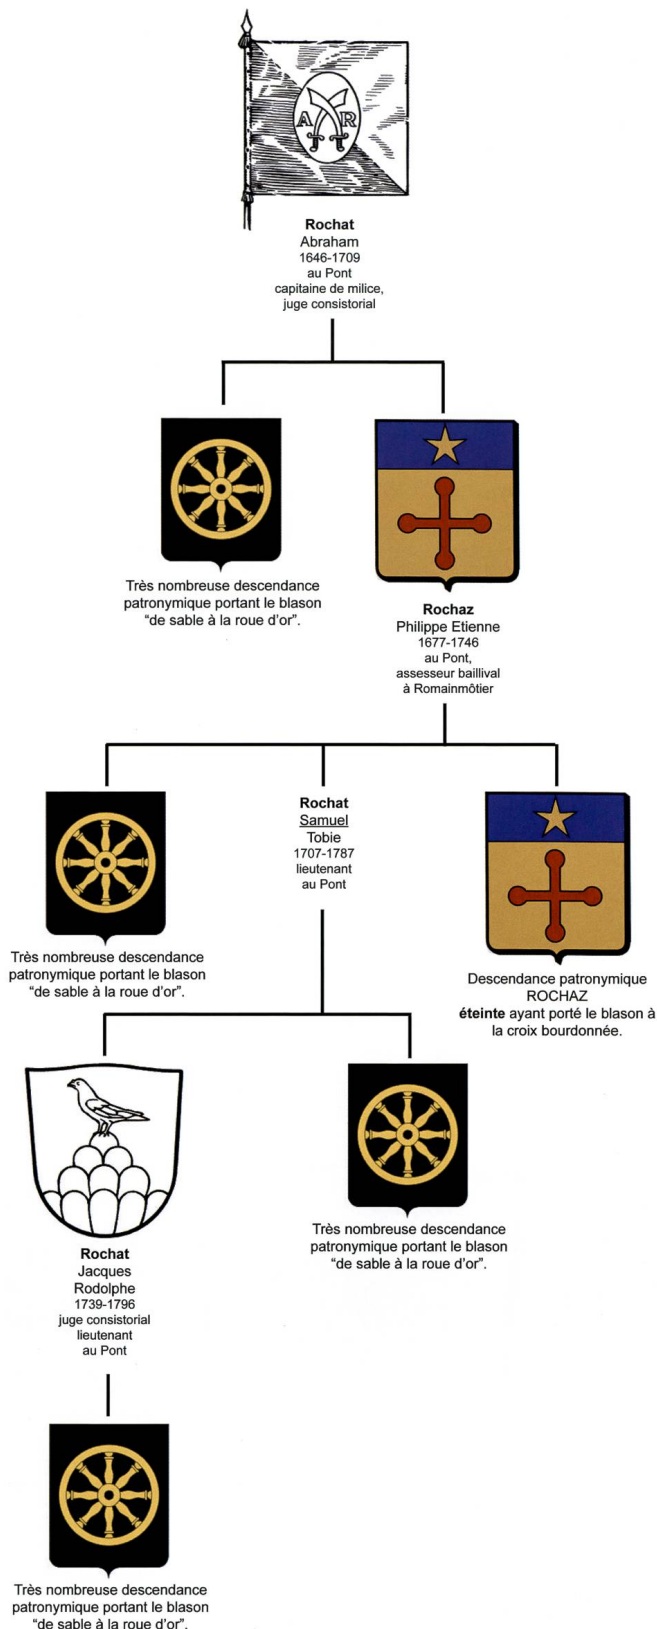 A R
Rochat
Abraham
1646-1709
au Pont
capitaine de milice,
juge consistorial
Très nombreuse descendance
patronymique portant le blason
“de sable à la roue d’or”.
Rochaz
Philippe Etienne
1677-1746
au Pont,
assesseur baillival
à Romainmôtier
Très nombreuse descendance
patronymique portant le blason
“de sable à la roue d’or”.
Rochat
Samuel
Tobie
1707-1787
lieutenant
au Pont
Descendance patronymique
ROCHAZ
éteinte ayant porté le blason à
la croix bourdonnée.
Rochat
Jacques
Rodolphe
1739-1796
juge consistorial
lieutenant
au Pont
Très nombreuse descendance
patronymique portant le blason
“de sable à la roue d’or”.
Très nombreuse descendance
patronymique portant le blason
“de sable à la roue d’or”.